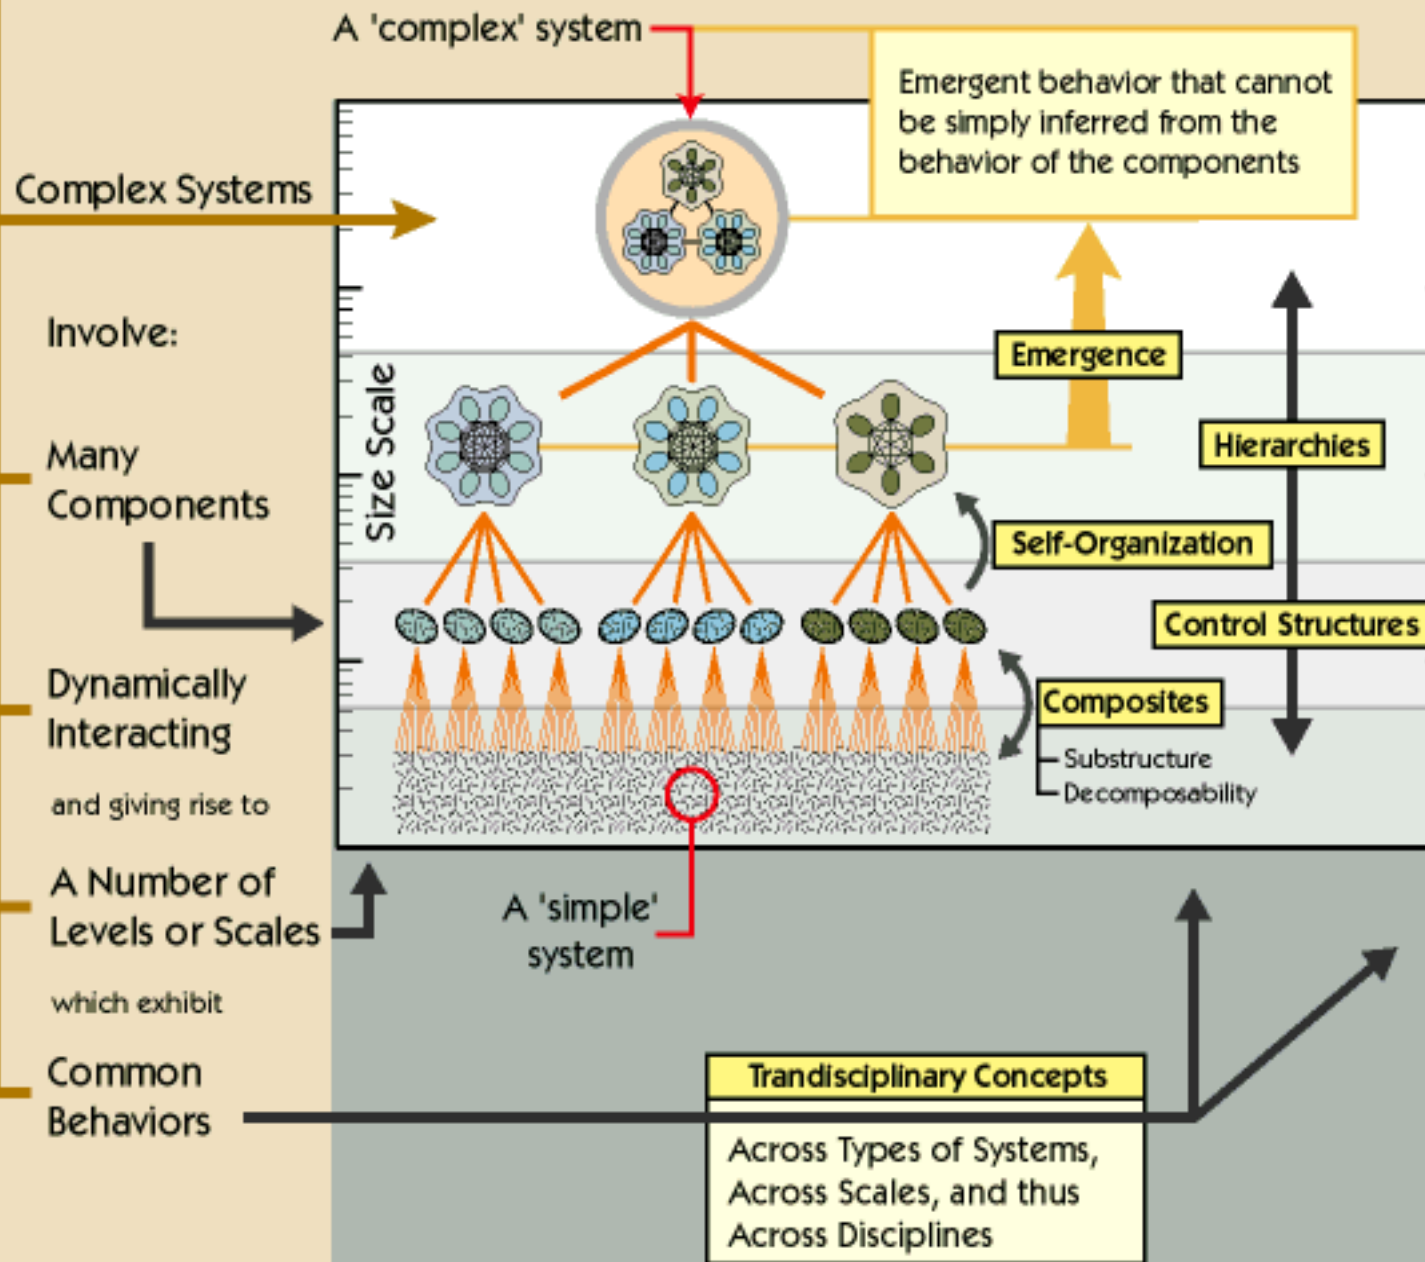 A 'complex' system
Emergent behavior that cannot
be simply inferred from the
behavior of the components
Complex Systems
Involve:
Emergence
Size Scale
Hierarchies
Many
Components
Self-Organization
Control Structures
Dynamically
Interacting
Composites
Substructure
Decomposability
and giving rise to
A Number of
Levels or Scales
A 'simple'
system
which exhibit
Common
Behaviors
Trandisciplinary Concepts
Across Types of Systems,
Across Scales, and thus
Across Disciplines